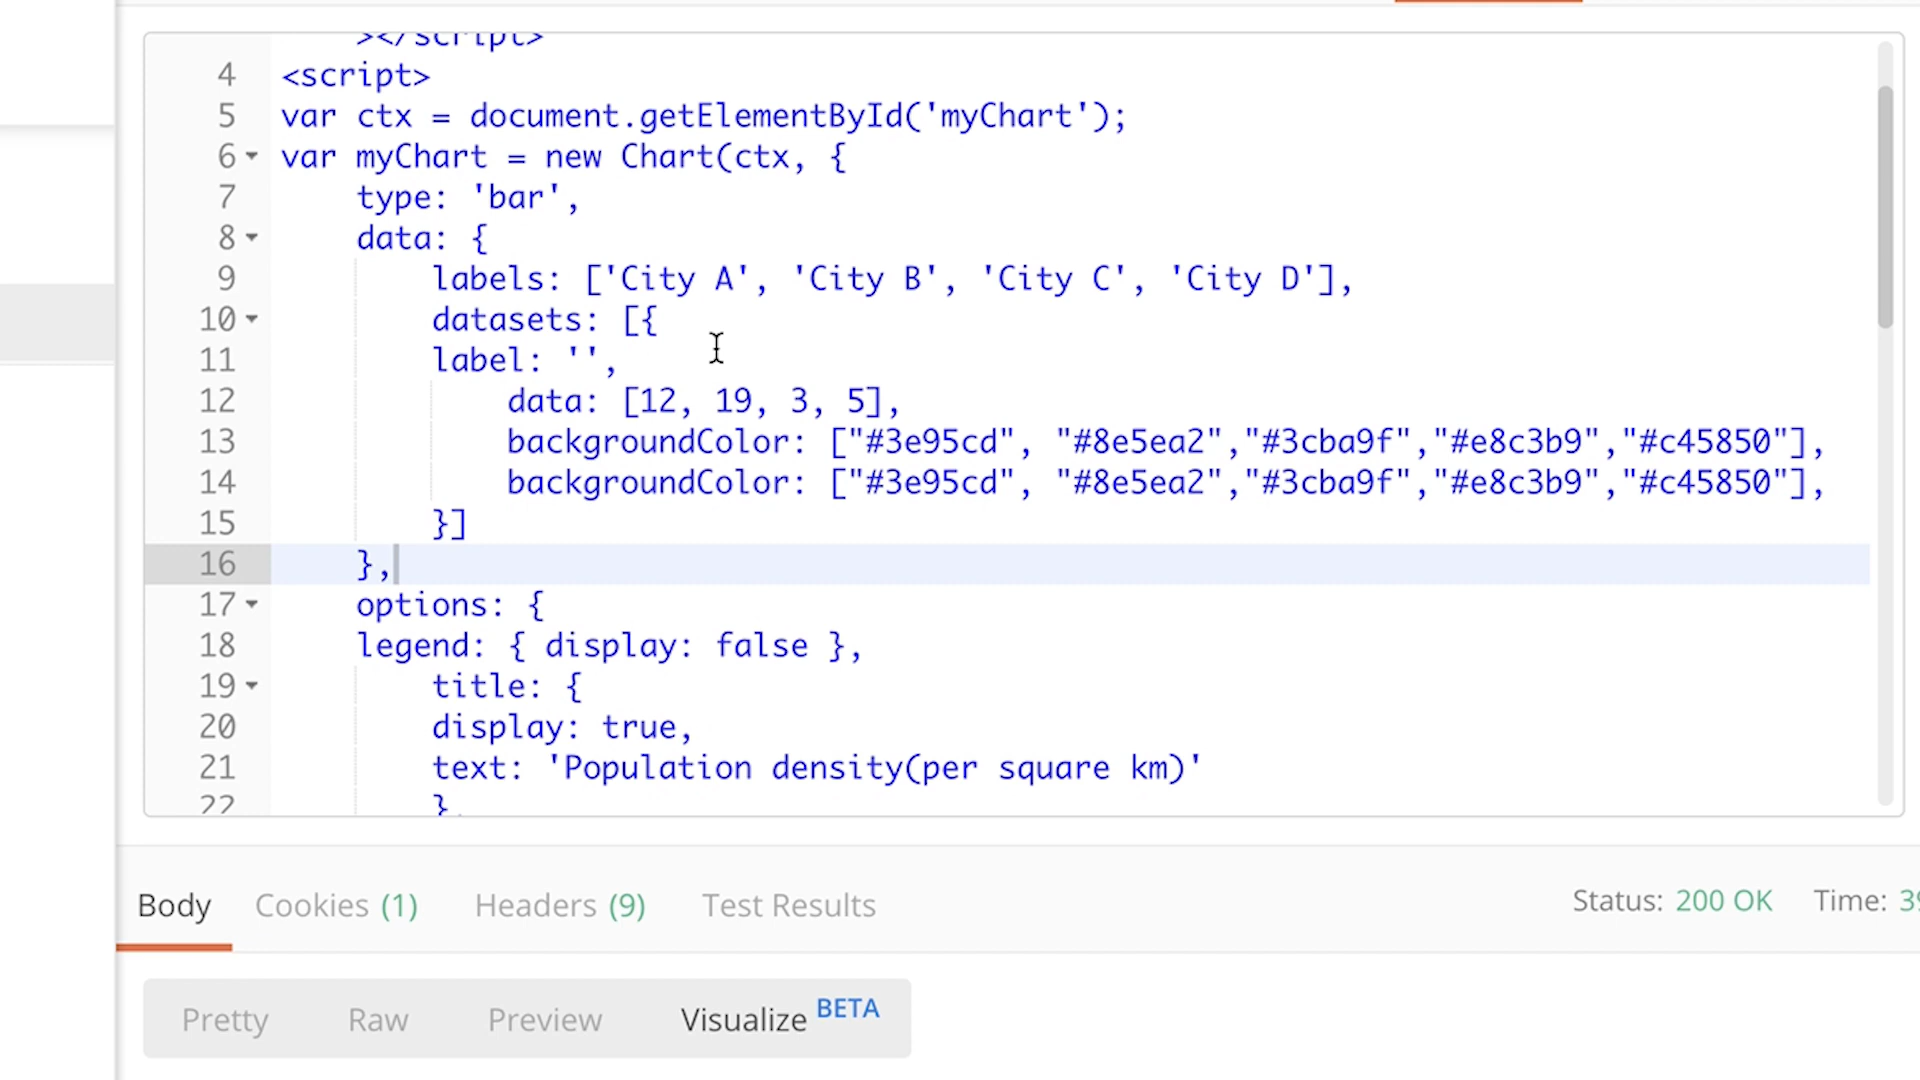 ></script>
4 <script>
5 var ctx = document.getElementById('myChart');
6 var myChart = new Chart(ctx, {
7 type: 'bar',
8 data: {
9 labels: ['City A', 'City B', 'City C', 'City D'],
10 datasets: [{
11 label: '',
12 data: [12, 19, 3, 5],
13 backgroundColor: ["#3e95cd", "#8e5ea2","#3cba9f","#e8c3b9","#c45850"],
14 backgroundColor: ["#3e95cd", "#8e5ea2","#3cba9f","#e8c3b9","#c45850"],
15 }]
16 },
17 options: {
18 legend: { display: false },
19 title: {
20 display: true,
21 text: 'Population density(per square km)'
22 }
Body Cookies (1) Headers (9) Test Results Status: 200 OK Time:
Pretty Raw Preview Visualize BETA